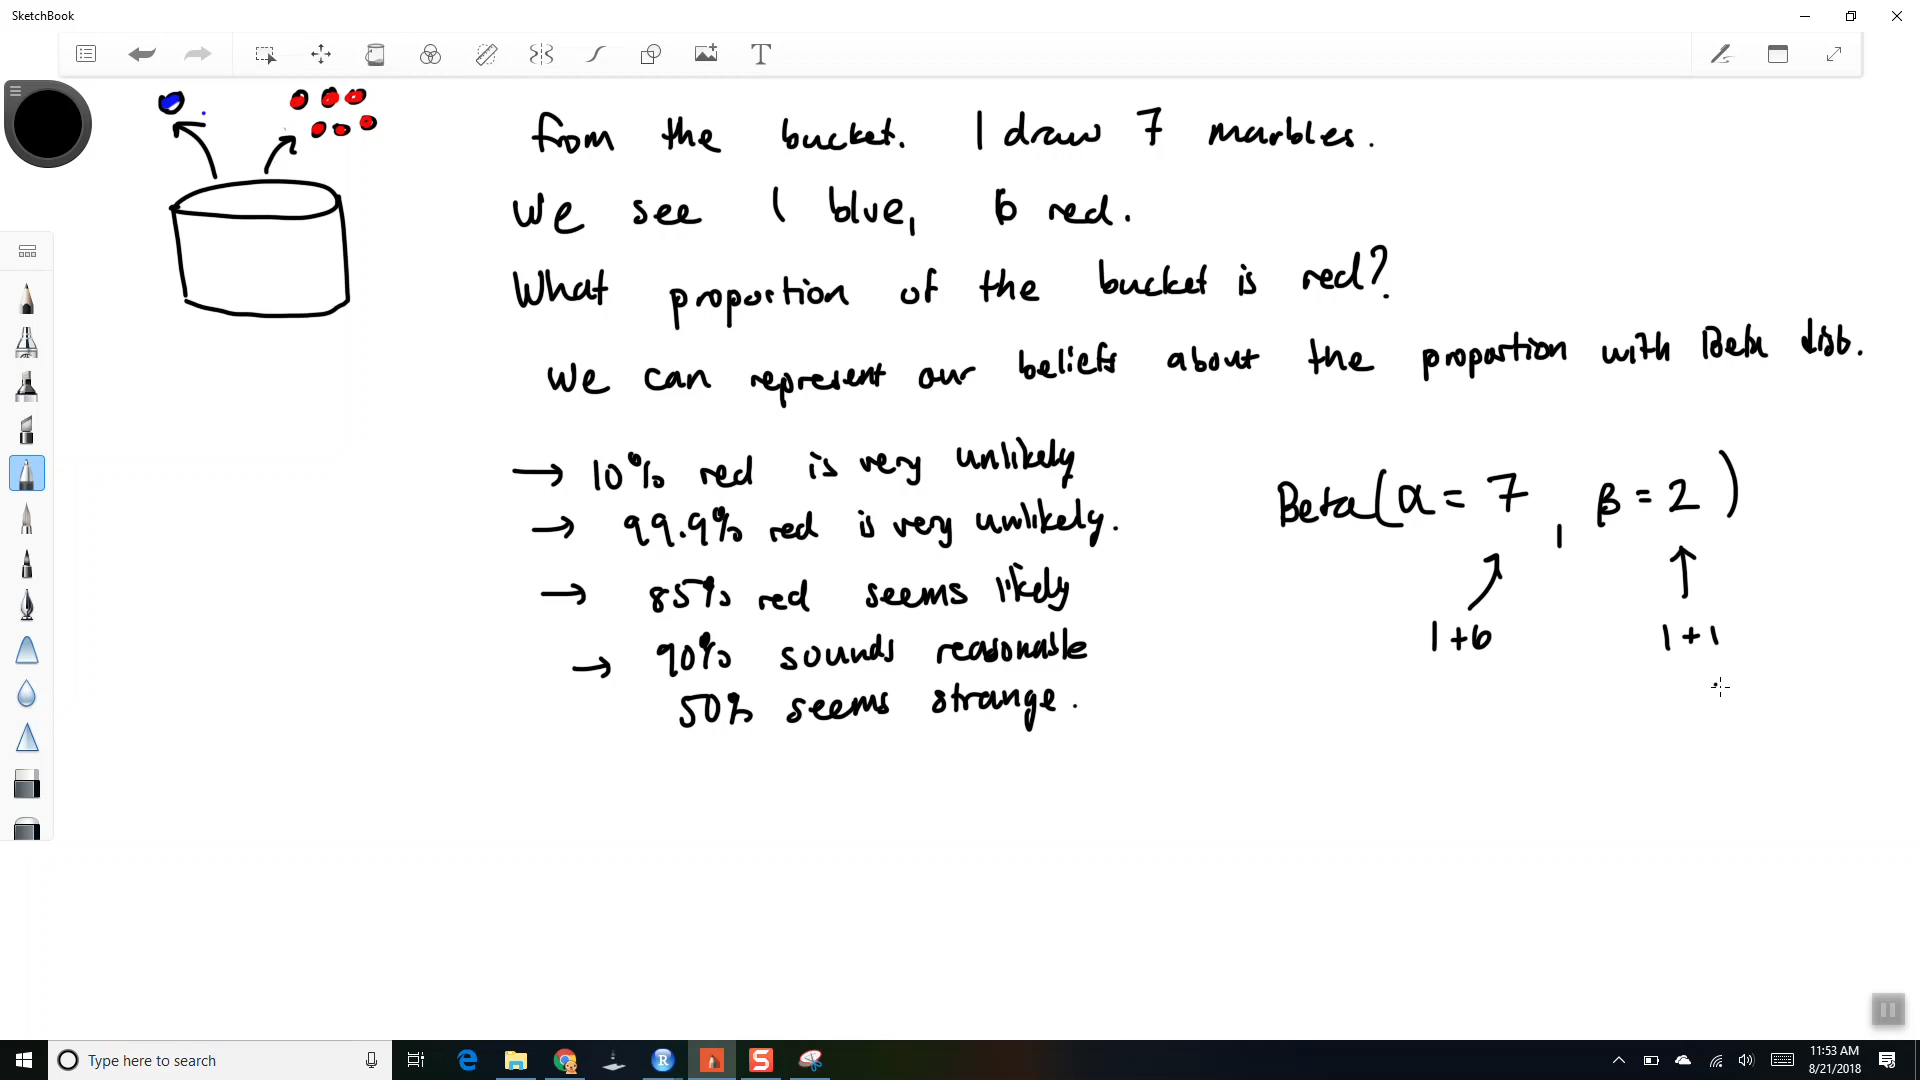 SketchBook
from the bucket. I draw 7 marbles.
We see 1 blue, 6 red.
What proportion of the bucket is red?
We can represent our beliefs about the proportion with Beta distb.
→ 10% red is very unlikely
→ 99.9% red is very unlikely.
→ 85% red seems likely
→ 90% sounds reasonable
50% seems strange.
Beta(α = 7, β = 2)
1+6
1+1
Type here to search
11:53 AM
8/21/2018